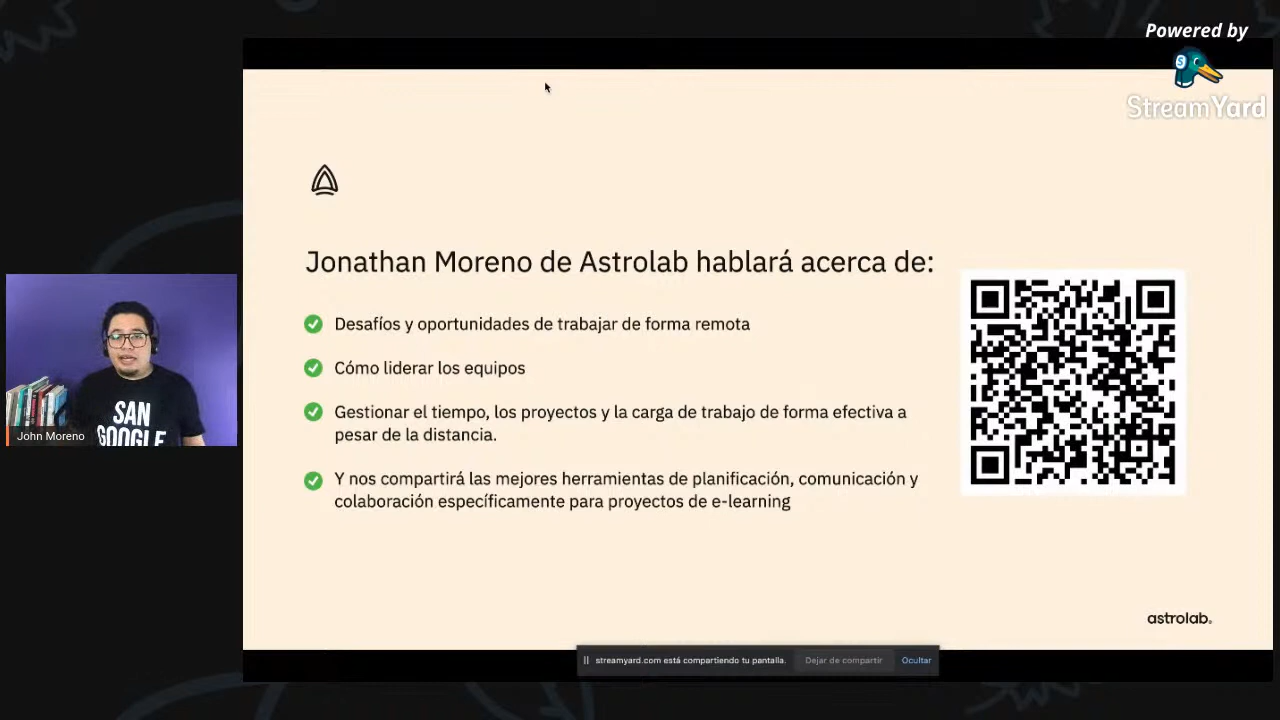 Powered by
StreamYard
Jonathan Moreno de Astrolab hablará acerca de:
Desafíos y oportunidades de trabajar de forma remota
Cómo liderar los equipos
Gestionar el tiempo, los proyectos y la carga de trabajo de forma efectiva a
pesar de la distancia.
Y nos compartirá las mejores herramientas de planificación, comunicación y
colaboración específicamente para proyectos de e-learning
SAN
GOOGLE
John Moreno
astrolab.
streamyard.com está compartiendo tu pantalla.
Dejar de compartir
Ocultar